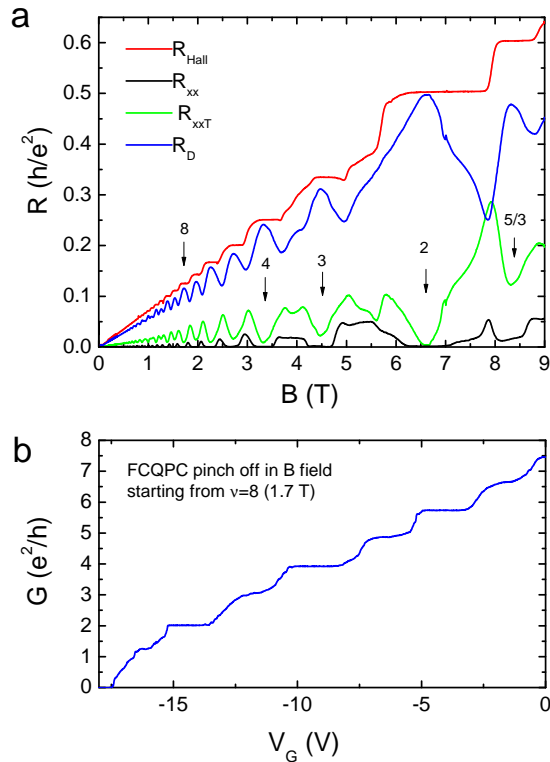 a
0.6
0.5
0.4
0.3
0.2
0.1
0.0
R (h/e²)
R_Hall
R_xx
R_xxT
R_D
8
4
3
2
5/3
0 1 2 3 4 5 6 7 8 9
B (T)
b
8
7
6
5
4
3
2
1
0
G (e²/h)
FCQPC pinch off in B field
starting from ν=8 (1.7 T)
-15 -10 -5 0
V_G (V)